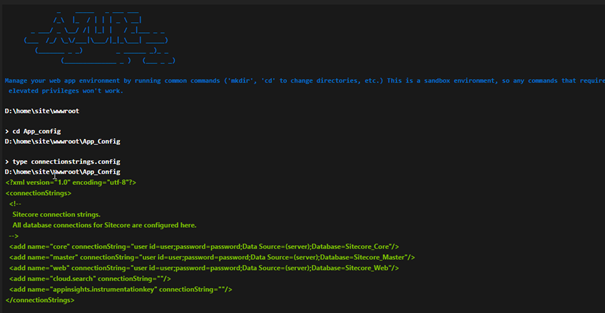 Manage your web app environment by running common commands ('mkdir', 'cd' to change directories, etc.) This is a sandbox environment, so any commands that require
elevated privileges won't work.
D:\home\site\wwwroot
> cd App_config
D:\home\site\wwwroot\App_Config
> type connectionstrings.config
D:\home\site\wwwroot\App_Config
<?xml version="1.0" encoding="utf-8"?>
<connectionStrings>
<!--
Sitecore connection strings.
All database connections for Sitecore are configured here.
-->
<add name="core" connectionString="user id=user;password=password;Data Source=(server);Database=Sitecore_Core"/>
<add name="master" connectionString="user id=user;password=password;Data Source=(server);Database=Sitecore_Master"/>
<add name="web" connectionString="user id=user;password=password;Data Source=(server);Database=Sitecore_Web"/>
<add name="cloud.search" connectionString=""/>
<add name="appinsights.instrumentationkey" connectionString=""/>
</connectionStrings>